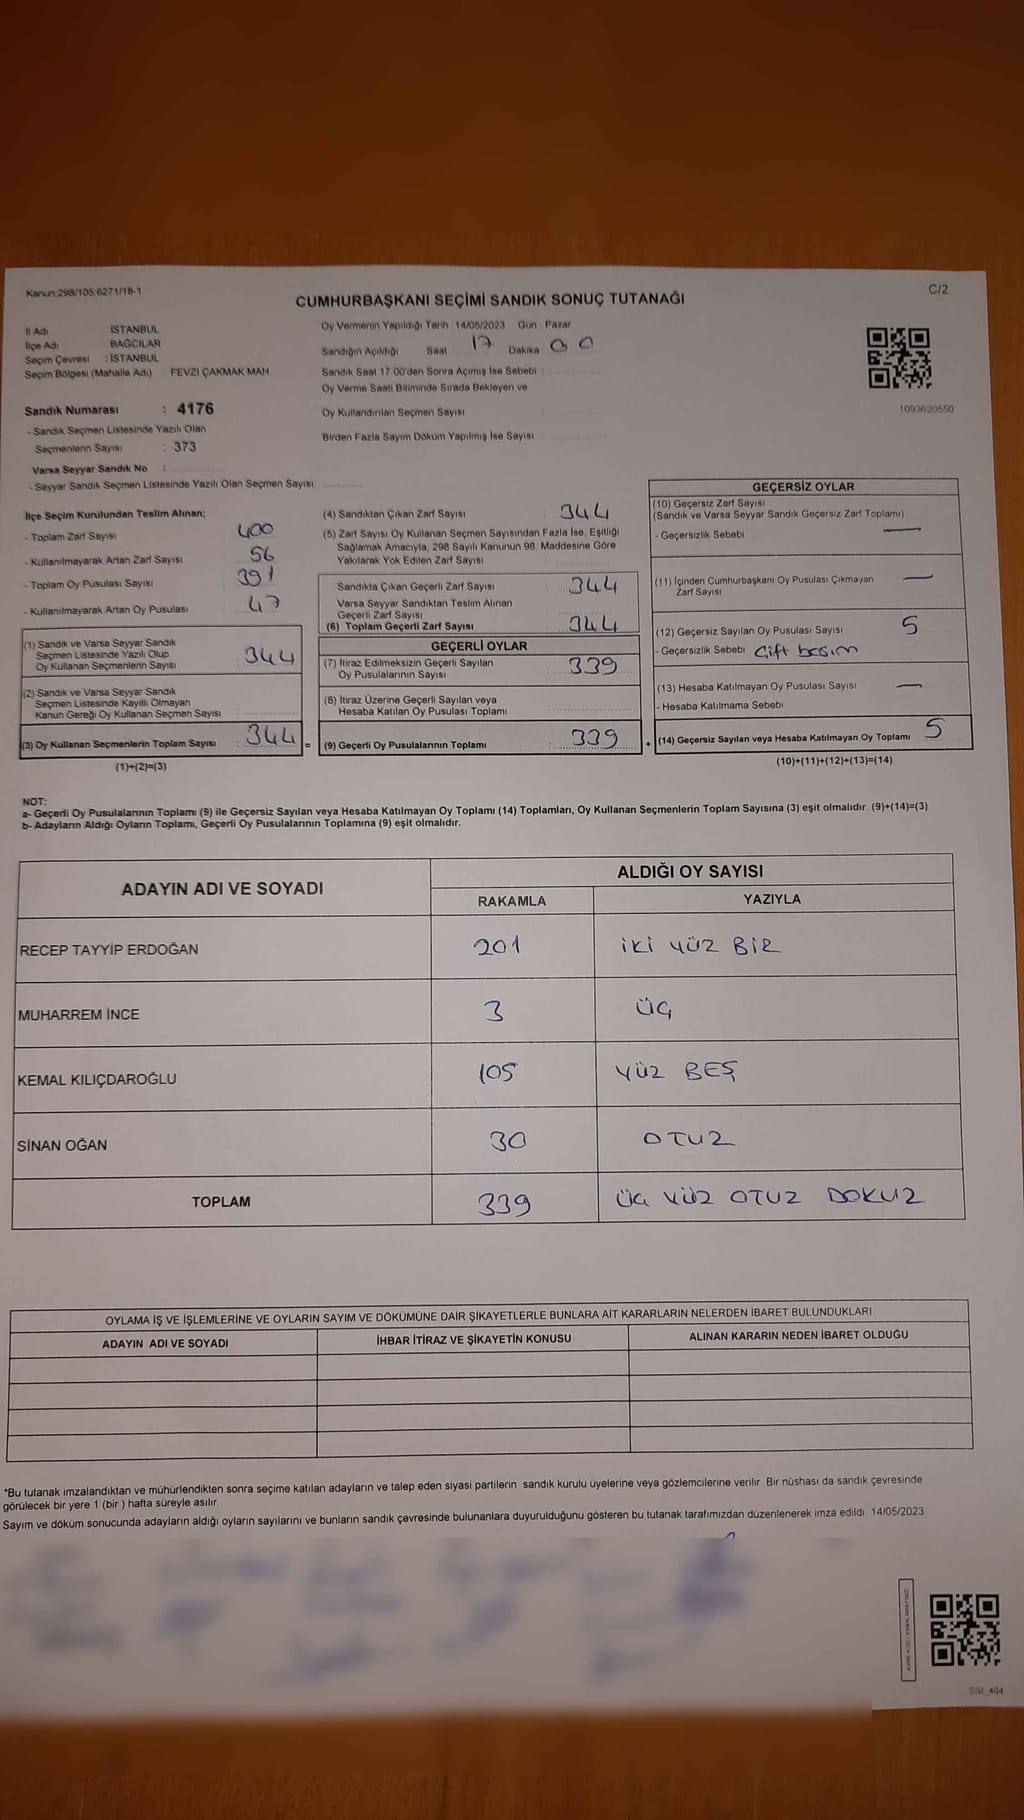 Kanun:298/105;6271/18-1
C/2
CUMHURBAŞKANI SEÇİMİ SANDIK SONUÇ TUTANAĞI
İl Adı İSTANBUL
İlçe Adı BAĞCILAR
Seçim Çevresi : İSTANBUL
Seçim Bölgesi (Mahalle Adı) : FEVZİ ÇAKMAK MAH.
Sandık Numarası : 4176
- Sandık Seçmen Listesinde Yazılı Olan
Seçmenlerin Sayısı : 373
Varsa Seyyar Sandık No :
- Seyyar Sandık Seçmen Listesinde Yazılı Olan Seçmen Sayısı:
Oy Vermenin Yapıldığı Tarih 14/05/2023 Gün : Pazar
Sandığın Açıldığı Saat 17 Dakika 00
Sandık Saat 17.00'den Sonra Açımış İse Sebebi :
Oy Verme Saati Bitiminde Sırada Bekleyen ve
Oy Kullandırılan Seçmen Sayısı :
Birden Fazla Sayım Döküm Yapılmış İse Sayısı :
1093620550
İlçe Seçim Kurulundan Teslim Alınan;
- Toplam Zarf Sayısı 400
- Kullanılmayarak Artan Zarf Sayısı 56
- Toplam Oy Pusulası Sayısı 391
- Kullanılmayarak Artan Oy Pusulası : 47
(1) Sandık ve Varsa Seyyar Sandık
Seçmen Listesinde Yazılı Olup
Oy Kullanan Seçmenlerin Sayısı : 344
(2) Sandık ve Varsa Seyyar Sandık
Seçmen Listesinde Kayıtlı Olmayan
Kanun Gereği Oy Kullanan Seçmen Sayısı :
(3) Oy Kullanan Seçmenlerin Toplam Sayısı : 344 =
(1)+(2)=(3)
(4) Sandıktan Çıkan Zarf Sayısı : 344
(5) Zarf Sayısı Oy Kullanan Seçmen Sayısından Fazla İse, Eşitliği
Sağlamak Amacıyla, 298 Sayılı Kanunun 98. Maddesine Göre
Yakılarak Yok Edilen Zarf Sayısı :
Sandıkta Çıkan Geçerli Zarf Sayısı : 344
Varsa Seyyar Sandıktan Teslim Alınan
Geçerli Zarf Sayısı :
(6) Toplam Geçerli Zarf Sayısı : 344
GEÇERLİ OYLAR
(7) İtiraz Edilmeksizin Geçerli Sayılan
Oy Pusulalarının Sayısı : 339
(8) İtiraz Üzerine Geçerli Sayılan veya
Hesaba Katılan Oy Pusulası Toplamı :
(9) Geçerli Oy Pusulalarının Toplamı : 339 +
GEÇERSİZ OYLAR
(10) Geçersiz Zarf Sayısı
(Sandık ve Varsa Seyyar Sandık Geçersiz Zarf Toplamı)
- Geçersizlik Sebebi —
(11) İçinden Cumhurbaşkanı Oy Pusulası Çıkmayan —
Zarf Sayısı
(12) Geçersiz Sayılan Oy Pusulası Sayısı 5
- Geçersizlik Sebebi Çift basım
(13) Hesaba Katılmayan Oy Pusulası Sayısı —
- Hesaba Katılmama Sebebi
(14) Geçersiz Sayılan veya Hesaba Katılmayan Oy Toplamı 5
(10)+(11)+(12)+(13)=(14)
NOT:
a- Geçerli Oy Pusulalarının Toplamı (9) ile Geçersiz Sayılan veya Hesaba Katılmayan Oy Toplamı (14) Toplamları, Oy Kullanan Seçmenlerin Toplam Sayısına (3) eşit olmalıdır. (9)+(14)=(3)
b- Adayların Aldığı Oyların Toplamı, Geçerli Oy Pusulalarının Toplamına (9) eşit olmalıdır.
ADAYIN ADI VE SOYADI
ALDIĞI OY SAYISI
RAKAMLA YAZIYLA
RECEP TAYYİP ERDOĞAN 201 İKİ YÜZ BİR
MUHARREM İNCE 3 ÜÇ
KEMAL KILIÇDAROĞLU 105 YÜZ BEŞ
SİNAN OĞAN 30 OTUZ
TOPLAM 339 ÜÇ YÜZ OTUZ DOKUZ
OYLAMA İŞ VE İŞLEMLERİNE VE OYLARIN SAYIM VE DÖKÜMÜNE DAİR ŞİKAYETLERLE BUNLARA AİT KARARLARIN NELERDEN İBARET BULUNDUKLARI
ADAYIN ADI VE SOYADI İHBAR İTİRAZ VE ŞİKAYETİN KONUSU ALINAN KARARIN NEDEN İBARET OLDUĞU
*Bu tutanak imzalandıktan ve mühürlendikten sonra seçime katılan adayların ve talep eden siyasi partilerin sandık kurulu üyelerine veya gözlemcilerine verilir. Bir nüshası da sandık çevresinde
görülecek bir yere 1 (bir ) hafta süreyle asılır.
Sayım ve döküm sonucunda adayların aldığı oyların sayılarını ve bunların sandık çevresinde bulunanlara duyurulduğunu gösteren bu tutanak tarafımızdan düzenlenerek imza edildi. 14/05/2023